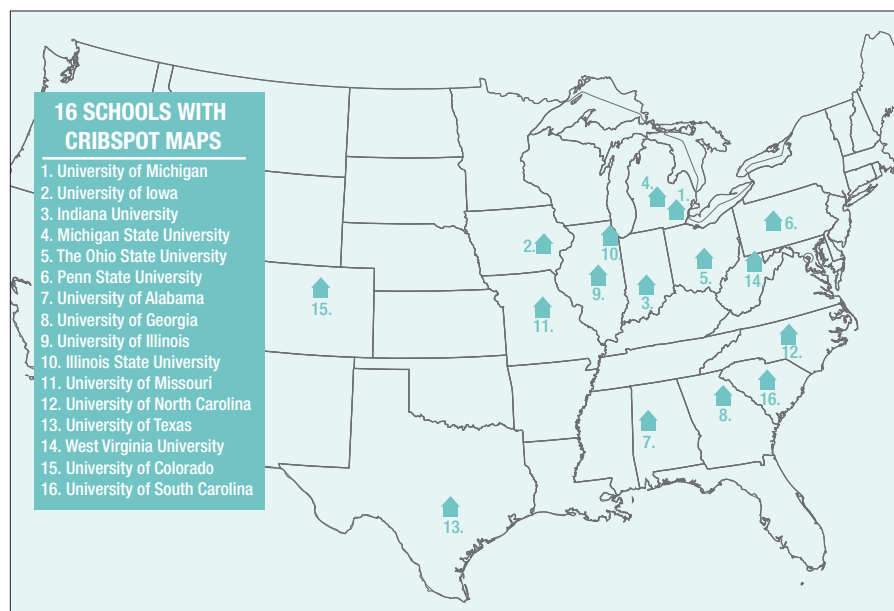 16 SCHOOLS WITH
CRIBSPOT MAPS
1. University of Michigan
2. University of Iowa
3. Indiana University
4. Michigan State University
5. The Ohio State University
6. Penn State University
7. University of Alabama
8. University of Georgia
9. University of Illinois
10. Illinois State University
11. University of Missouri
12. University of North Carolina
13. University of Texas
14. West Virginia University
15. University of Colorado
16. University of South Carolina
4.
1.
6.
2.
10.
5.
14.
9.
3.
15.
11.
12.
16.
8.
7.
13.